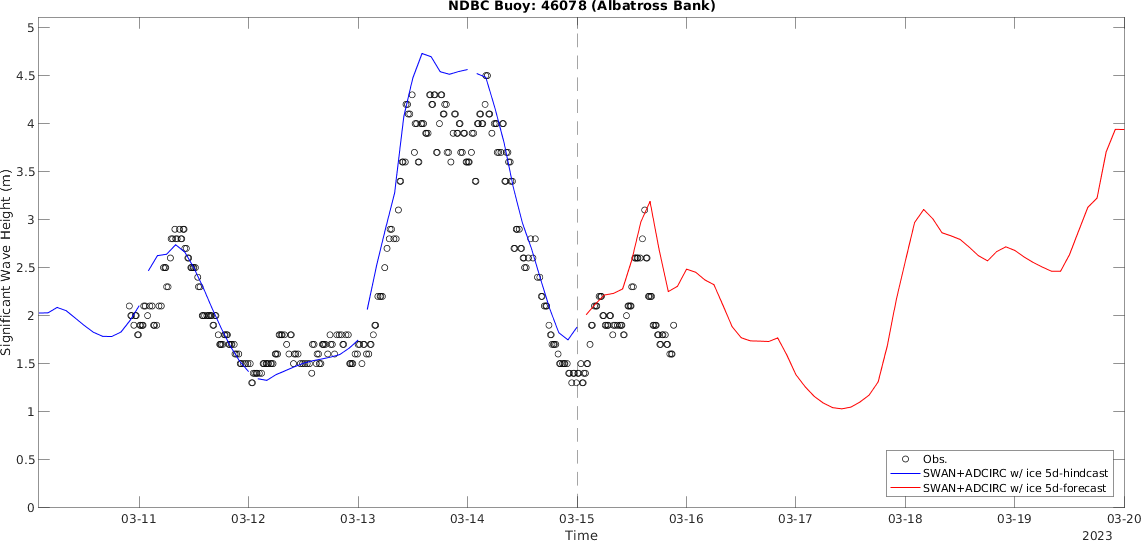 NDBC Buoy: 46078 (Albatross Bank)
5
4.5
4
3.5
3
2.5
2
1.5
1
0.5
0
Significant Wave Height (m)
Obs.
SWAN+ADCIRC w/ ice 5d-hindcast
SWAN+ADCIRC w/ ice 5d-forecast
03-11 03-12 03-13 03-14 03-15 03-16 03-17 03-18 03-19 03-20
Time
2023